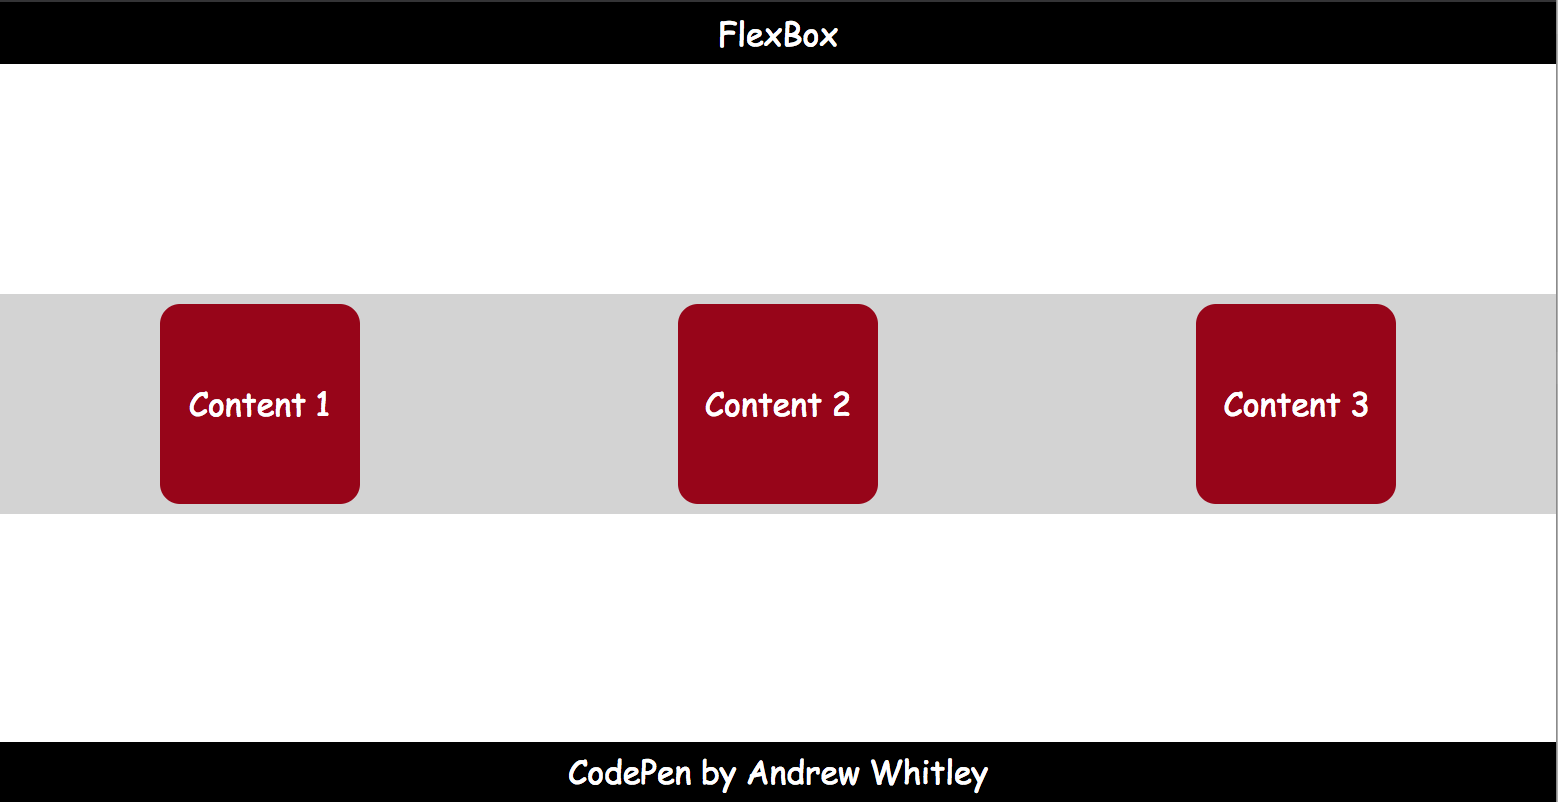 FlexBox
Content 1
Content 2
Content 3
CodePen by Andrew Whitley